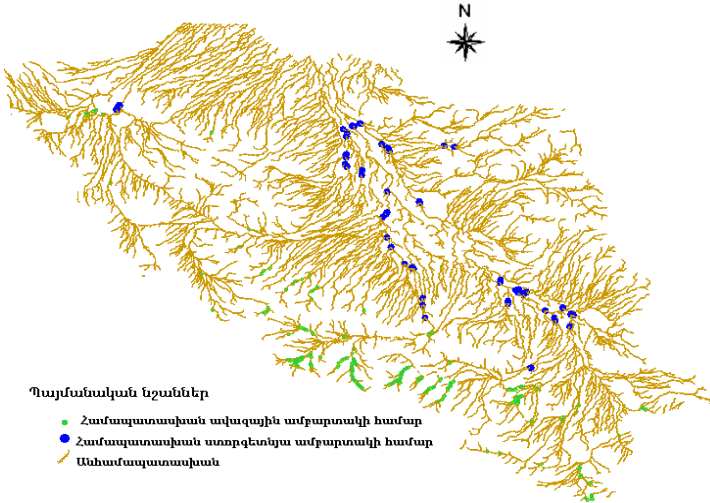 N
Պայմանական նշաններ
Համապատասխան ավազային ամբարտակի համար
Համապատասխան ստորգետնյա ամբարտակի համար
Անհամապատասխան